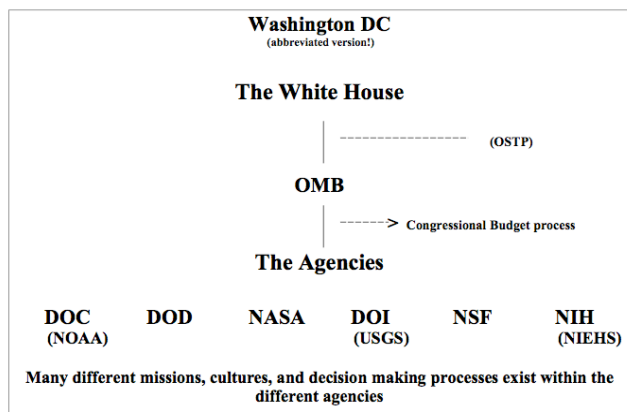 Washington DC
(abbreviated version!)
The White House
(OSTP)
OMB
Congressional Budget process
The Agencies
DOC DOD NASA DOI NSF NIH
(NOAA) (USGS) (NIEHS)
Many different missions, cultures, and decision making processes exist within the
different agencies